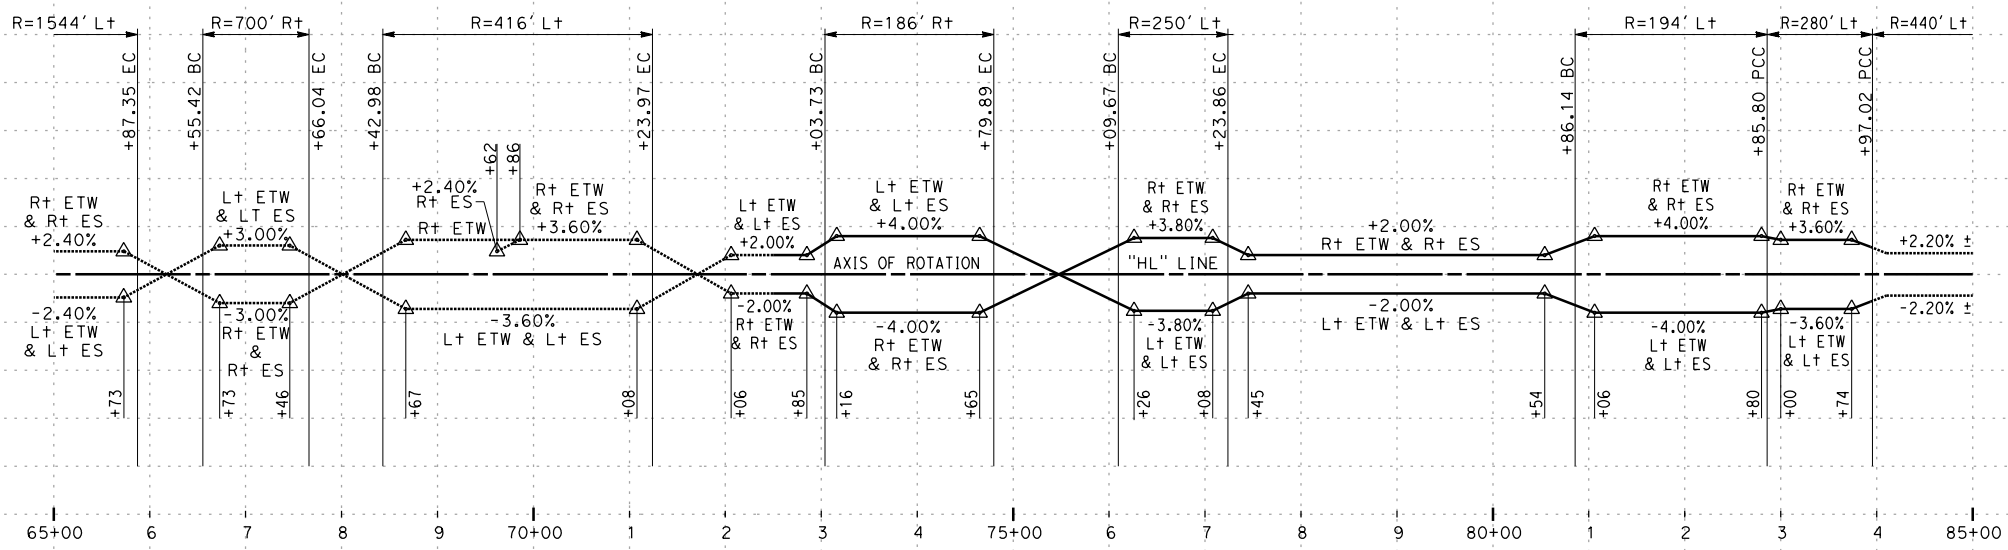 R=1544' Lt
R=700' Rt
R=416' Lt
R=186' Rt
R=250' Lt
R=194' Lt
R=280' Lt
R=440' Lt
+87.35 EC
+55.42 BC
+66.04 EC
+42.98 BC
+23.97 EC
+03.73 BC
+79.89 EC
+09.67 BC
+23.86 EC
+86.14 BC
+85.80 PCC
+97.02 PCC
Rt ETW
& Rt ES
+2.40%
Lt ETW
& LT ES
+3.00%
+2.40%
Rt ES
Rt ETW
+62
+86
Rt ETW
& Rt ES
+3.60%
Lt ETW
& Lt ES
+2.00%
Lt ETW
& Lt ES
+4.00%
Rt ETW
& Rt ES
+3.80%
+2.00%
Rt ETW & Rt ES
Rt ETW
& Rt ES
+4.00%
Rt ETW
& Rt ES
+3.60%
+2.20% ±
AXIS OF ROTATION
"HL" LINE
-2.40%
Lt ETW
& Lt ES
-3.00%
Rt ETW
&
Rt ES
-3.60%
Lt ETW & Lt ES
-2.00%
Rt ETW
& Rt ES
-4.00%
Rt ETW
& Rt ES
-3.80%
Lt ETW
& Lt ES
-2.00%
Lt ETW & Lt ES
-4.00%
Lt ETW
& Lt ES
-3.60%
Lt ETW
& Lt ES
-2.20% ±
+73
+73
+46
+67
+08
+06
+85
+16
+65
+26
+08
+45
+54
+06
+80
+00
+74
65+00 6 7 8 9 70+00 1 2 3 4 75+00 6 7 8 9 80+00 1 2 3 4 85+00